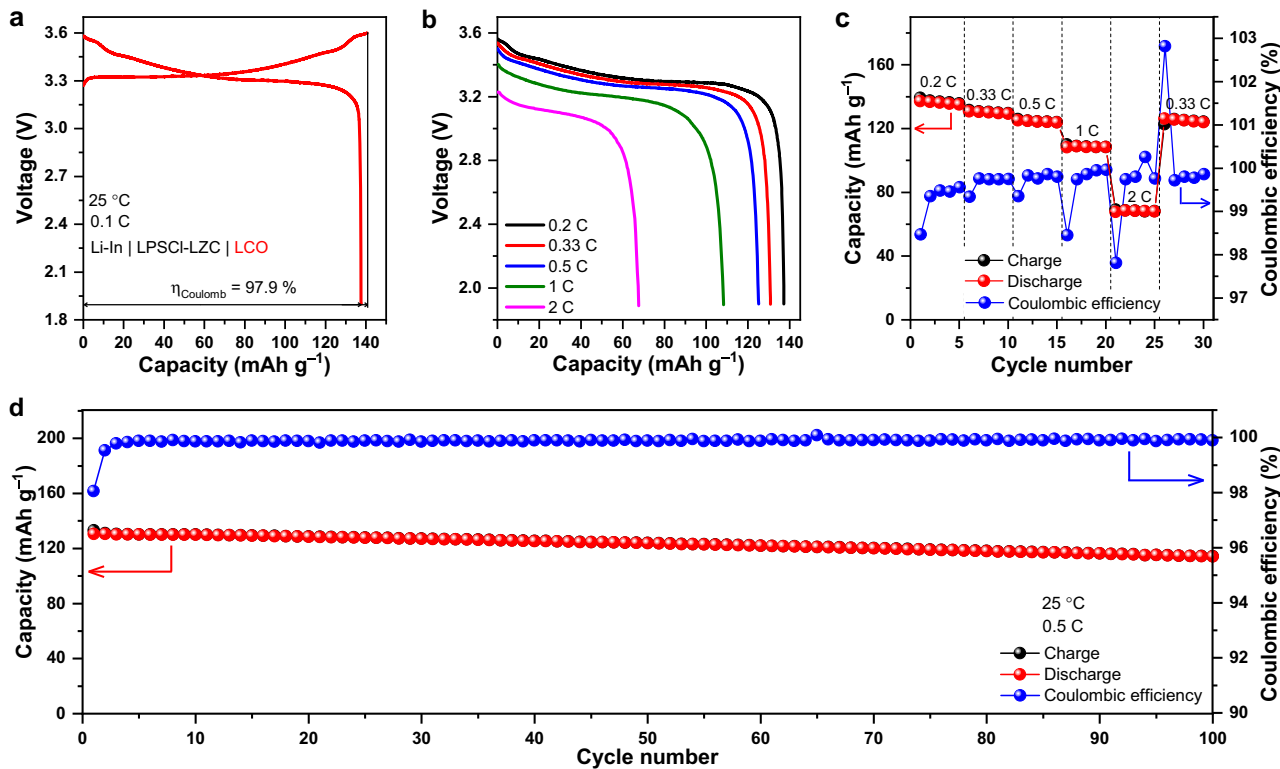 a
3.6
3.3
3.0
2.7
2.4
2.1
1.8
Voltage (V)
25 °C
0.1 C
Li-In | LPSCl-LZC | LCO
ηCoulomb = 97.9 %
0 20 40 60 80 100 120 140
Capacity (mAh g–1)
b
3.6
3.2
2.8
2.4
2.0
Voltage (V)
0.2 C
0.33 C
0.5 C
1 C
2 C
0 20 40 60 80 100 120 140
Capacity (mAh g–1)
c
160
120
80
40
0
Capacity (mAh g–1)
0.2 C
0.33 C
0.5 C
1 C
2 C
0.33 C
Charge
Discharge
Coulombic efficiency
103
102
101
100
99
98
97
Coulombic efficiency (%)
0 5 10 15 20 25 30
Cycle number
d
200
160
120
80
40
0
Capacity (mAh g–1)
25 °C
0.5 C
Charge
Discharge
Coulombic efficiency
100
98
96
94
92
90
Coulombic efficiency (%)
0 10 20 30 40 50 60 70 80 90 100
Cycle number